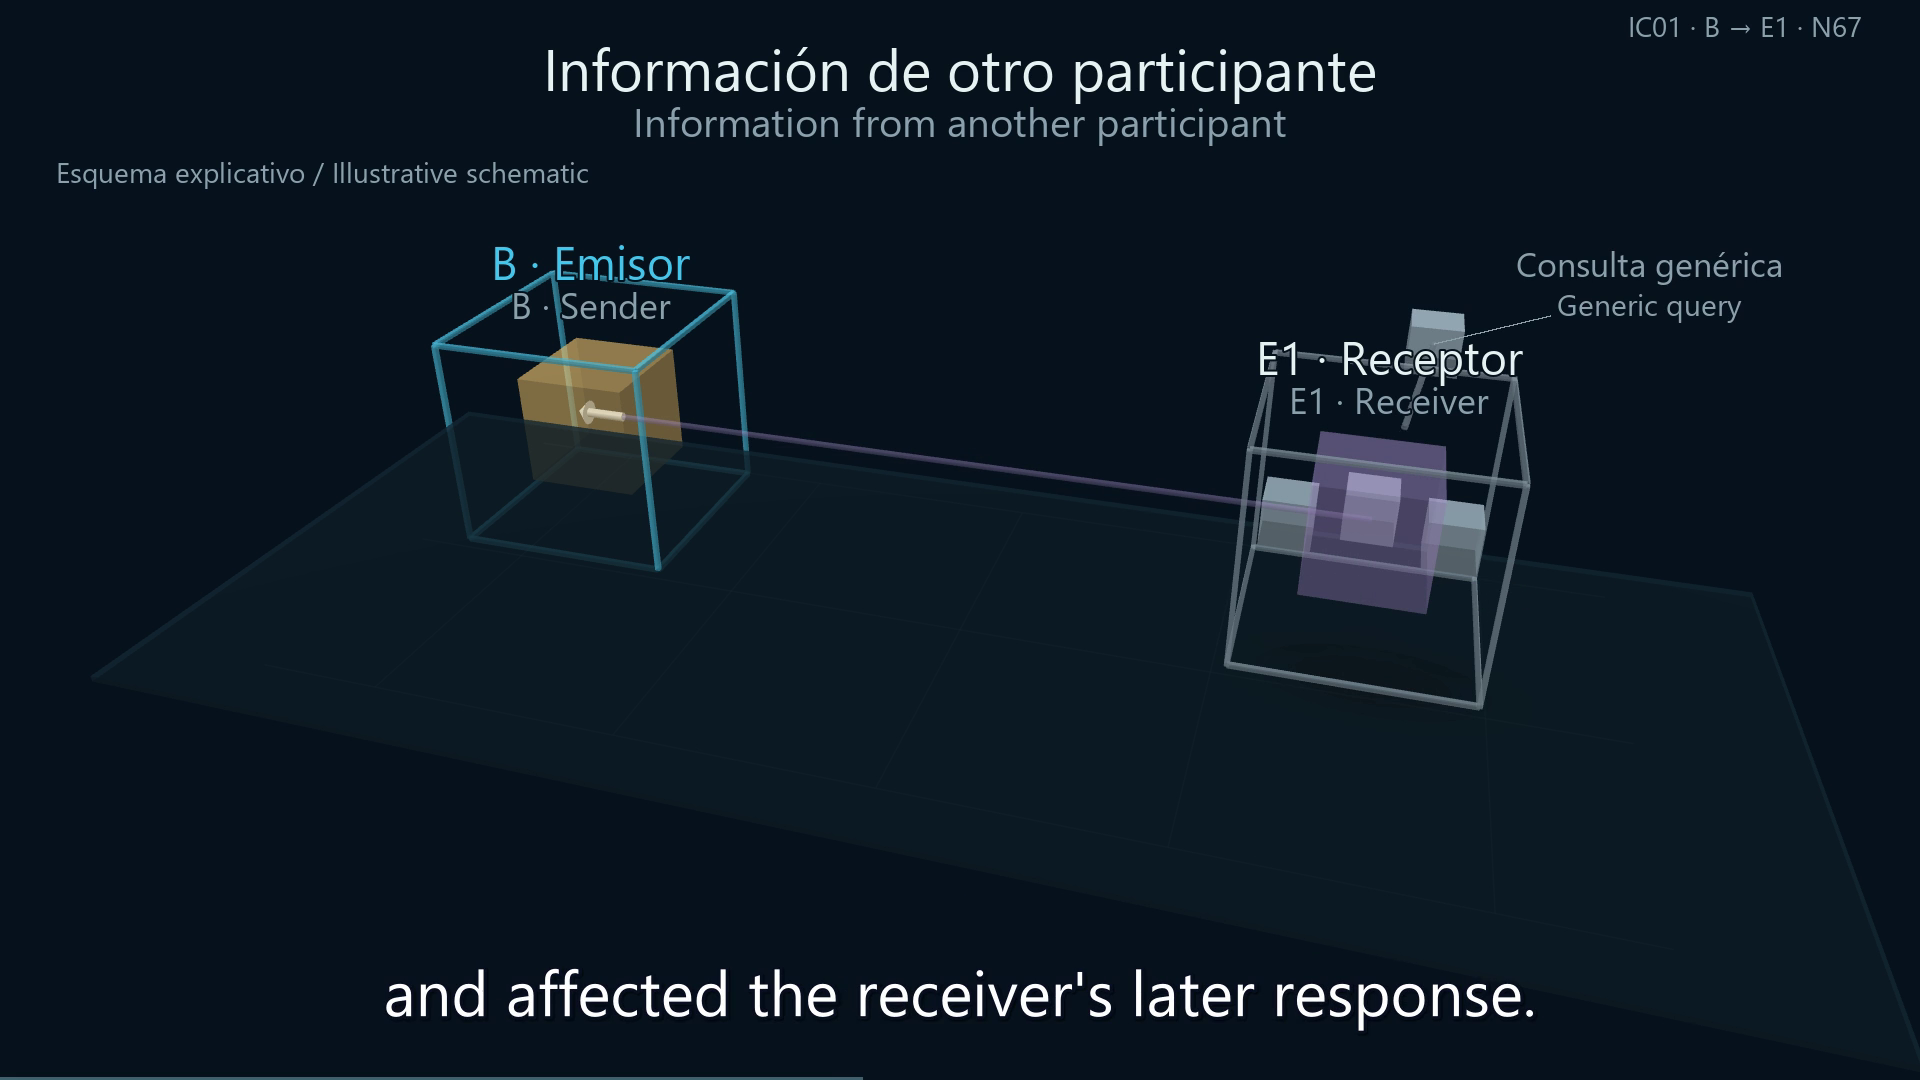 IC01 · B → E1 · N67
Información de otro participante
Information from another participant
Esquema explicativo / Illustrative schematic
B · Emisor
B · Sender
Consulta genérica
Generic query
E1 · Receptor
E1 · Receiver
and affected the receiver's later response.